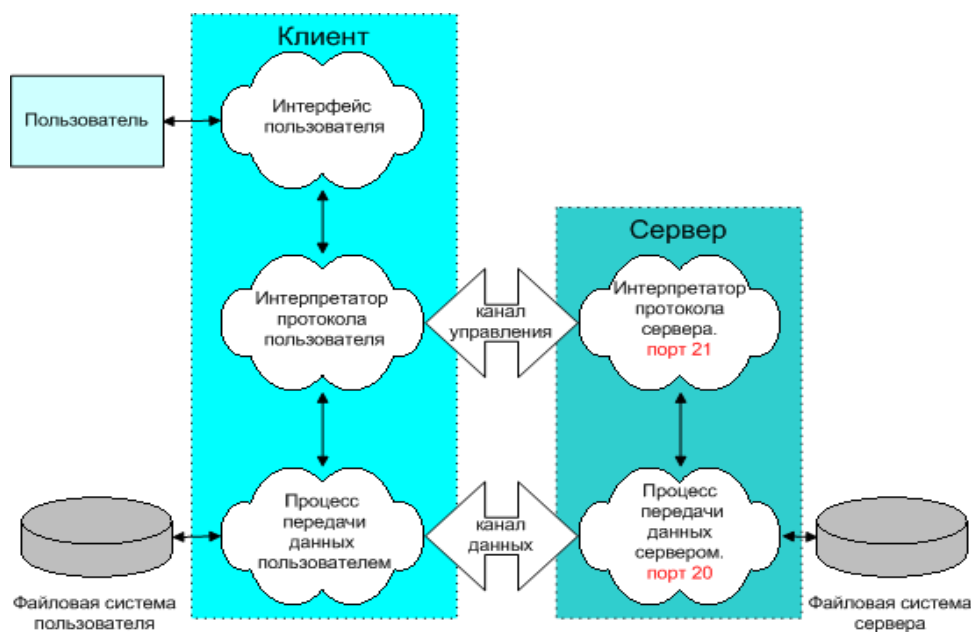 Клиент
Пользователь
Интерфейс
пользователя
Сервер
Интерпретатор
протокола
пользователя
канал
управления
Интерпретатор
протокола
сервера.
порт 21
Процесс
передачи
данных
пользователем
канал
данных
Процесс
передачи
данных
сервером.
порт 20
Файловая система
пользователя
Файловая система
сервера